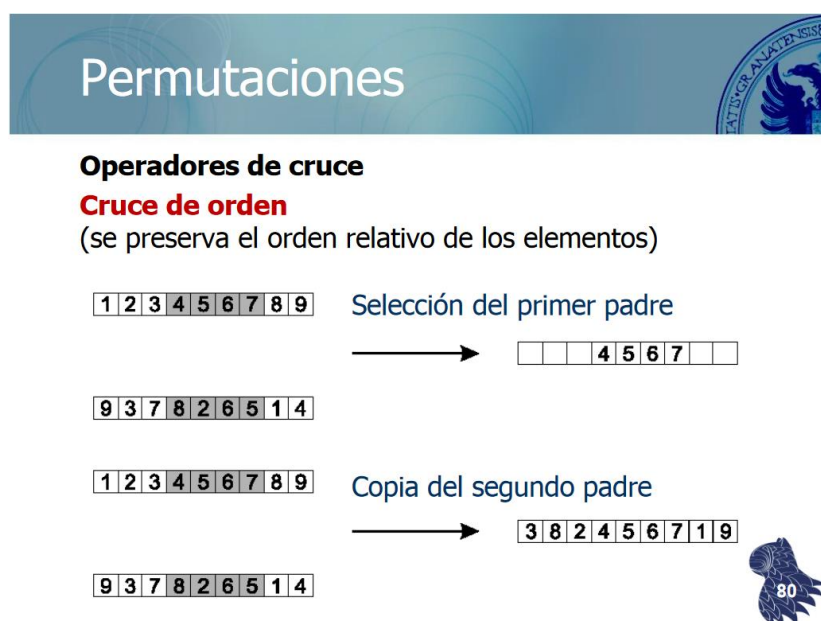 Permutaciones
Operadores de cruce
Cruce de orden
(se preserva el orden relativo de los elementos)
1 2 3 4 5 6 7 8 9
Selección del primer padre
4 5 6 7
9 3 7 8 2 6 5 1 4
1 2 3 4 5 6 7 8 9
Copia del segundo padre
3 8 2 4 5 6 7 1 9
9 3 7 8 2 6 5 1 4
80